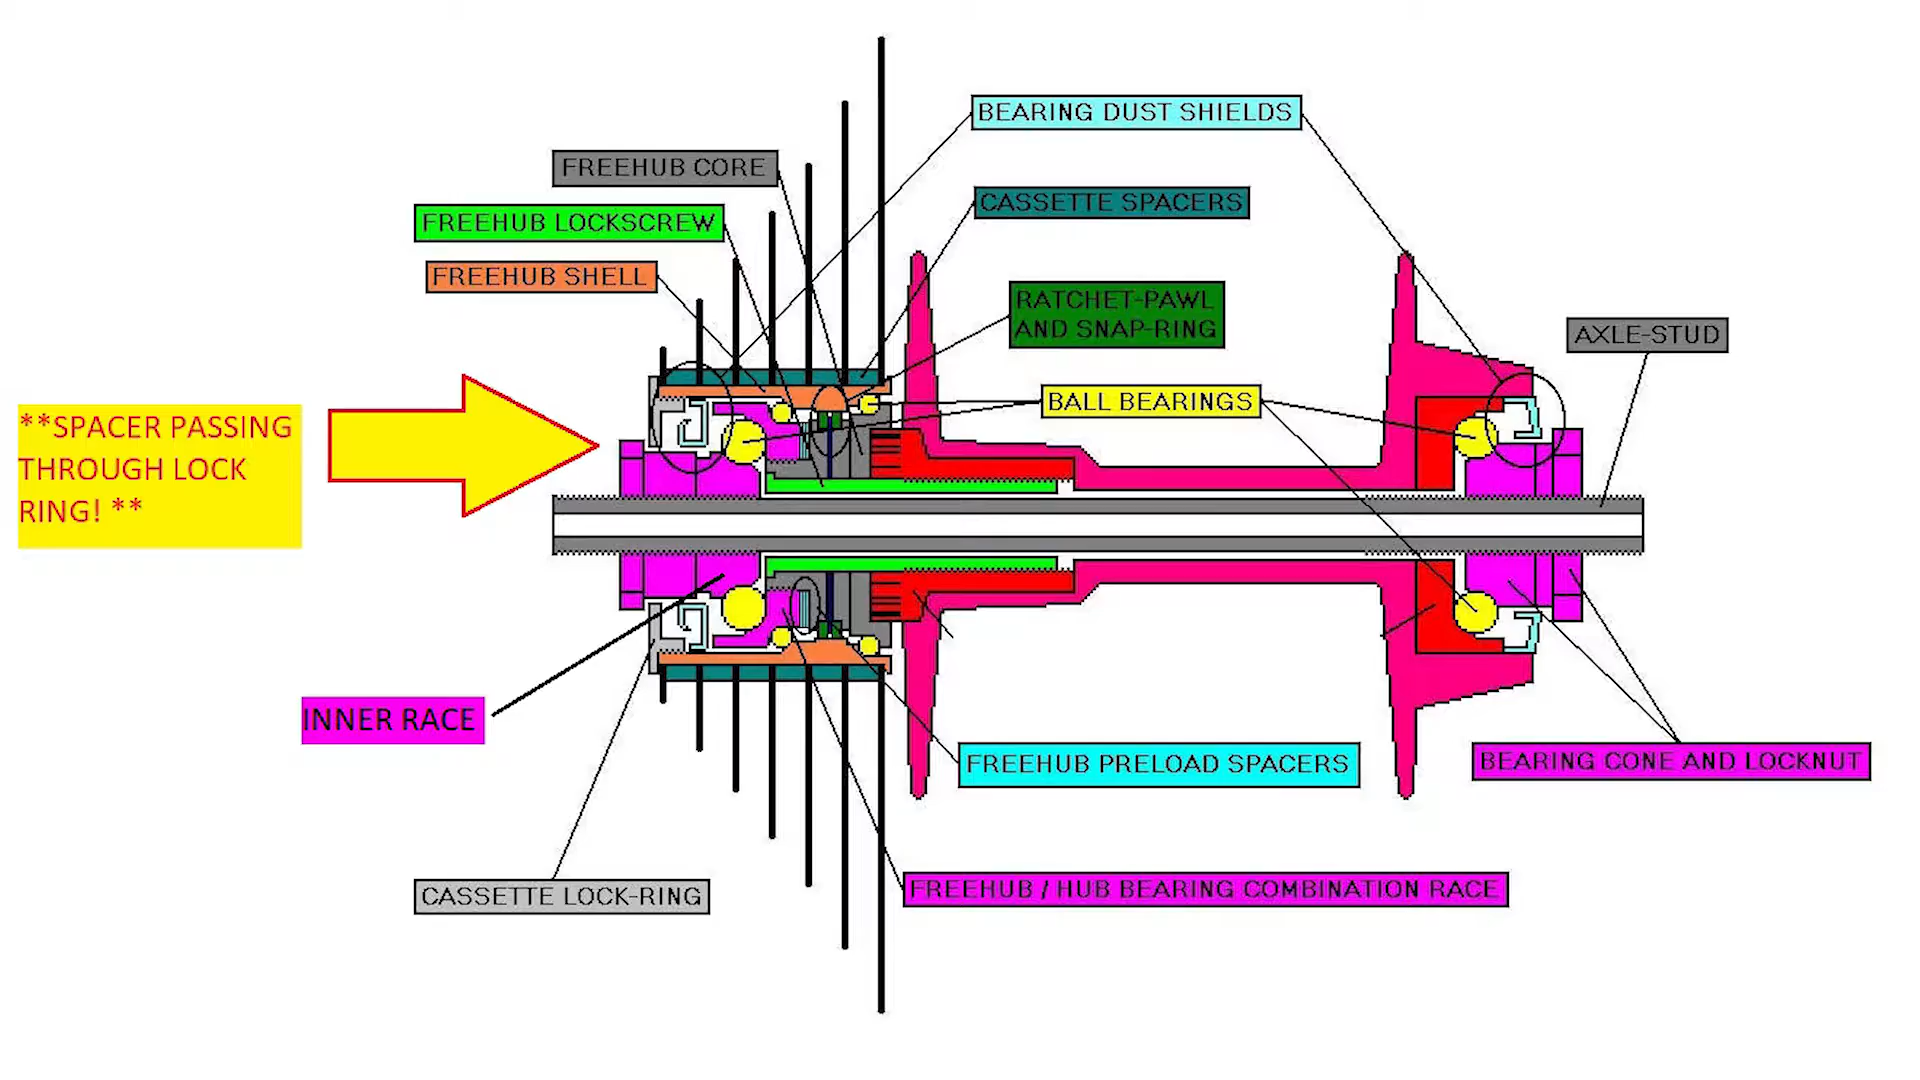 BEARING DUST SHIELDS
FREEHUB CORE
CASSETTE SPACERS
FREEHUB LOCKSCREW
FREEHUB SHELL
RATCHET-PAWL
AND SNAP-RING
AXLE-STUD
BALL BEARINGS
**SPACER PASSING
THROUGH LOCK
RING! **
INNER RACE
FREEHUB PRELOAD SPACERS
BEARING CONE AND LOCKNUT
CASSETTE LOCK-RING
FREEHUB / HUB BEARING COMBINATION RACE